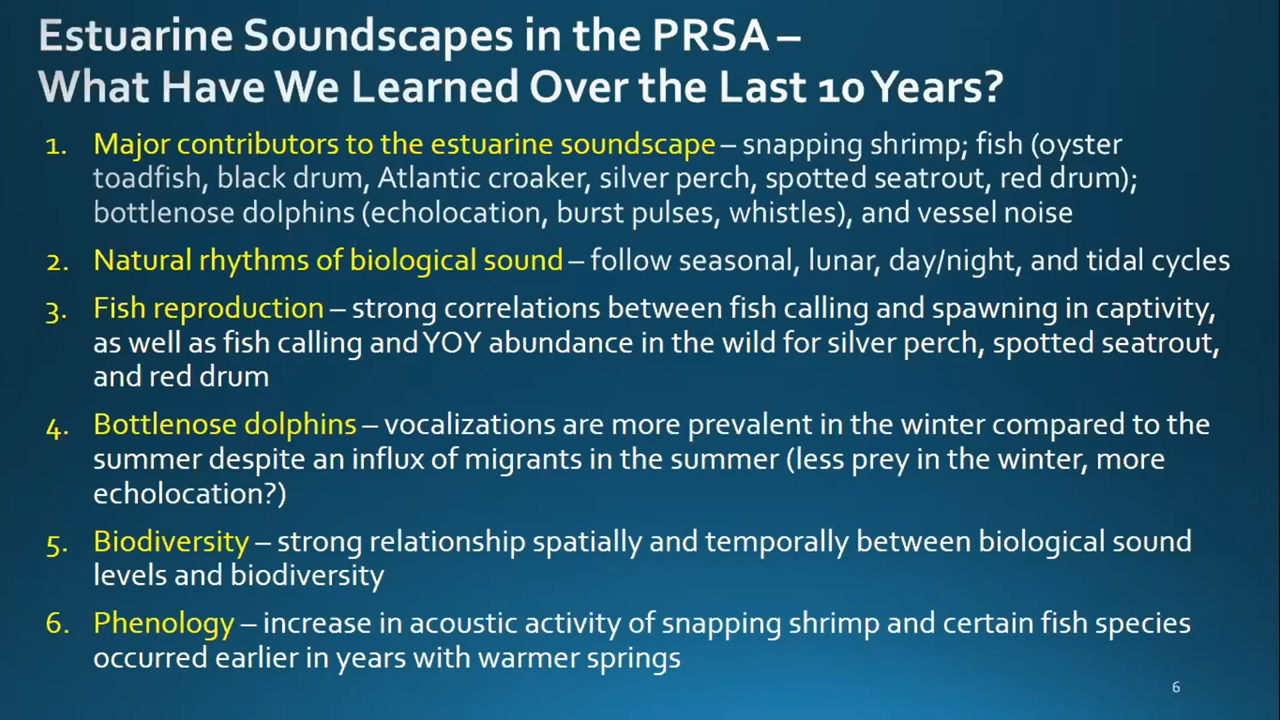 Estuarine Soundscapes in the PRSA –
What Have We Learned Over the Last 10 Years?
1. Major contributors to the estuarine soundscape – snapping shrimp; fish (oyster
toadfish, black drum, Atlantic croaker, silver perch, spotted seatrout, red drum);
bottlenose dolphins (echolocation, burst pulses, whistles), and vessel noise
2. Natural rhythms of biological sound – follow seasonal, lunar, day/night, and tidal cycles
3. Fish reproduction – strong correlations between fish calling and spawning in captivity,
as well as fish calling and YOY abundance in the wild for silver perch, spotted seatrout,
and red drum
4. Bottlenose dolphins – vocalizations are more prevalent in the winter compared to the
summer despite an influx of migrants in the summer (less prey in the winter, more
echolocation?)
5. Biodiversity – strong relationship spatially and temporally between biological sound
levels and biodiversity
6. Phenology – increase in acoustic activity of snapping shrimp and certain fish species
occurred earlier in years with warmer springs
6